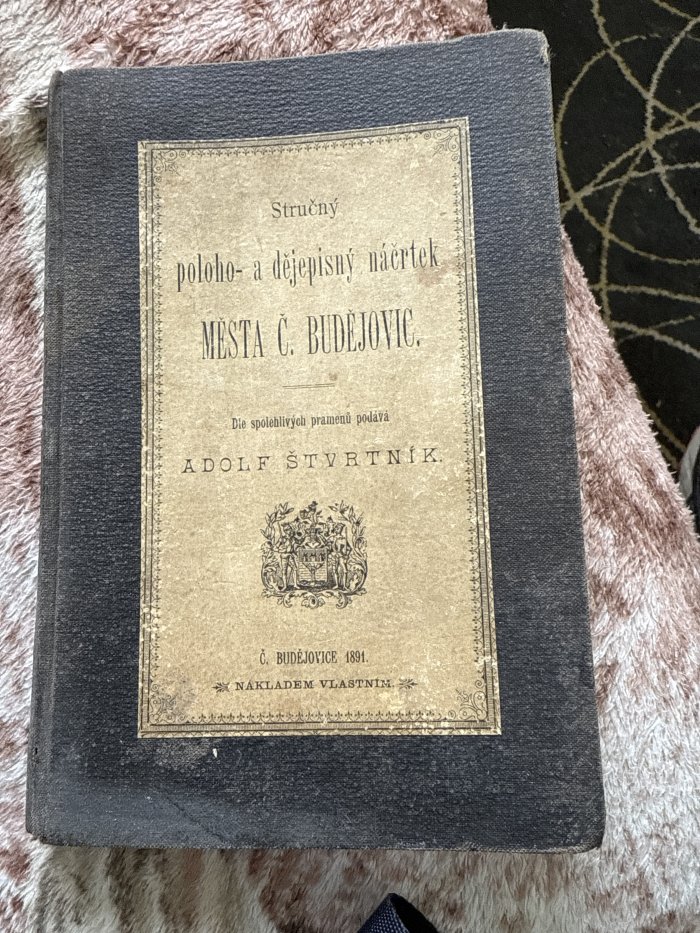 Stručný
poloho- a dějepisný náčrtek
MĚSTA Č. BUDĚJOVIC.
Dle spolehlivých pramenů podává
ADOLF ŠTVRTNÍK.
Č. BUDĚJOVICE 1891.
NÁKLADEM VLASTNÍM.